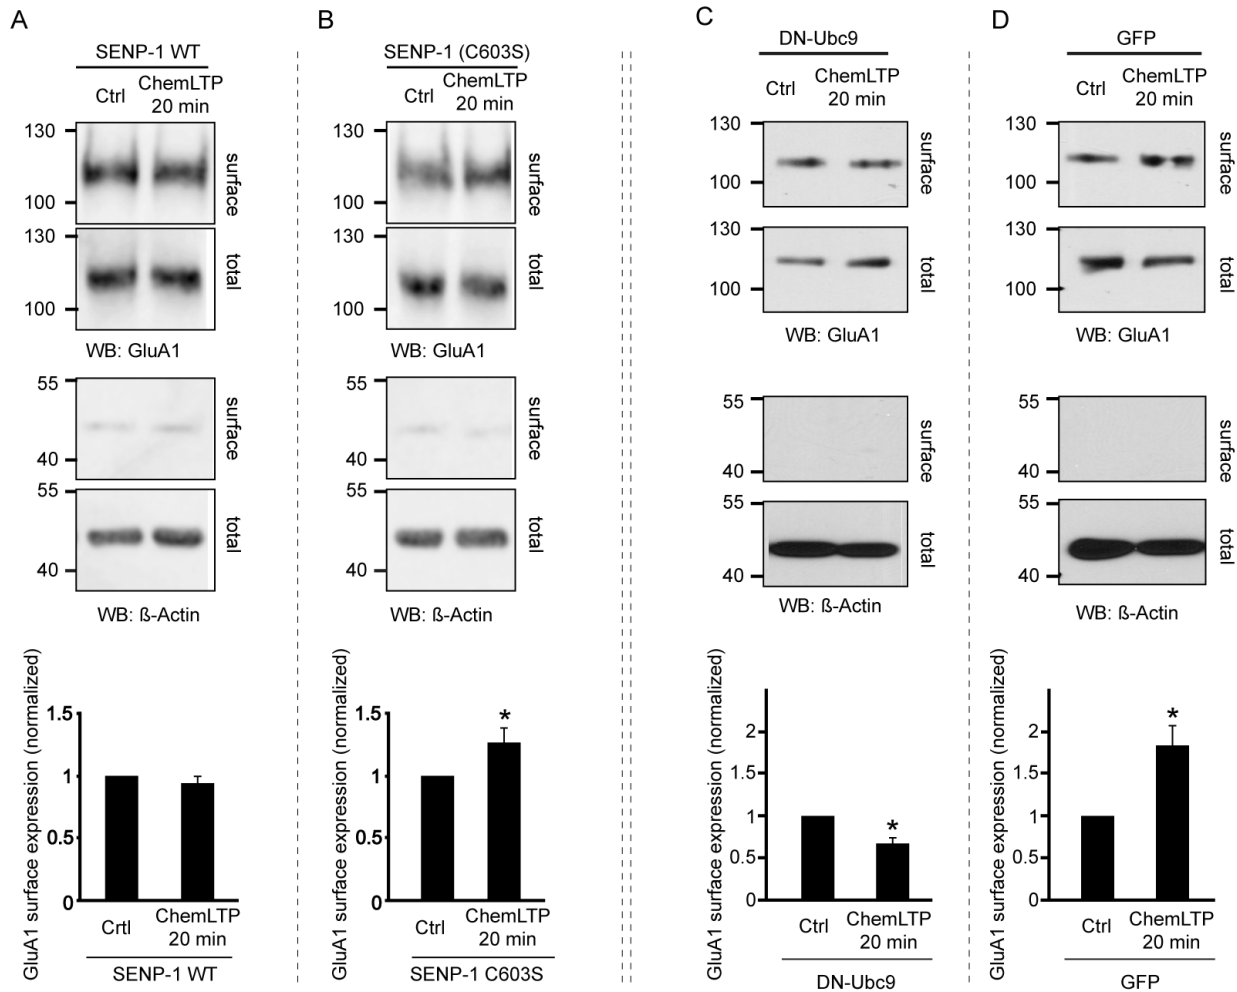 A
SENP-1 WT
Ctrl
ChemLTP
20 min
130
100
surface
130
100
total
WB: GluA1
55
40
surface
55
40
total
WB: ß-Actin
GluA1 surface expression (normalized)
1.5
1
0.5
0
Crtl
ChemLTP
20 min
SENP-1 WT
B
SENP-1 (C603S)
Ctrl
ChemLTP
20 min
130
100
surface
130
100
total
WB: GluA1
55
40
surface
55
40
total
WB: ß-Actin
GluA1 surface expression (normalized)
1.5
1
0.5
0
*
Ctrl
ChemLTP
20 min
SENP-1 C603S
C
DN-Ubc9
Ctrl
ChemLTP
20 min
130
100
surface
130
100
total
WB: GluA1
55
40
surface
55
40
total
WB: ß-Actin
GluA1 surface expression (normalized)
2
1.5
1
0.5
0
*
Ctrl
ChemLTP
20 min
DN-Ubc9
D
GFP
Ctrl
ChemLTP
20 min
130
100
surface
130
100
total
WB: GluA1
55
40
surface
55
40
total
WB: ß-Actin
GluA1 surface expression (normalized)
2
1.5
1
0.5
0
*
Ctrl
ChemLTP
20 min
GFP